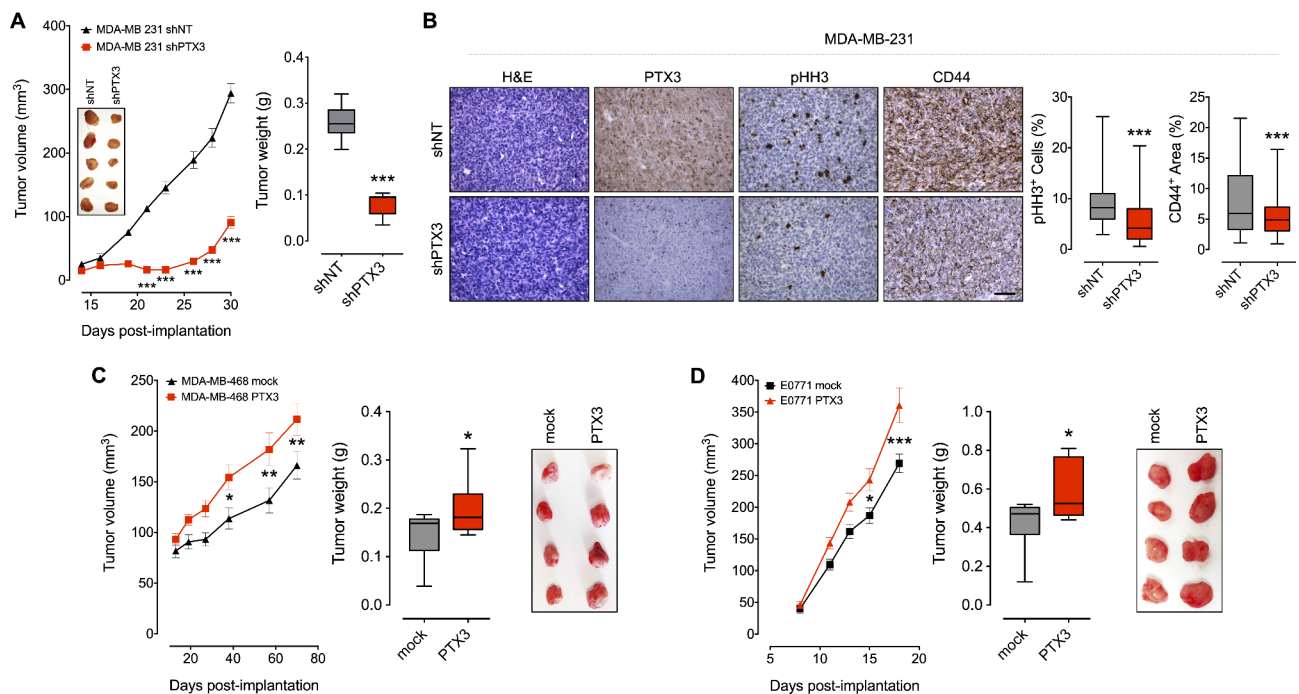 A
MDA-MB 231 shNT
MDA-MB 231 shPTX3
Tumor volume (mm³)
400
300
200
100
0
15
20
25
30
Days post-implantation
shNT
shPTX3
***
***
***
***
***
Tumor weight (g)
0.3
0.2
0.1
0.0
***
shNT
shPTX3
B
MDA-MB-231
H&E
PTX3
pHH3
CD44
shNT
shPTX3
pHH3⁺ Cells (%)
30
20
10
0
***
shNT
shPTX3
CD44⁺ Area (%)
25
20
15
10
5
0
***
shNT
shPTX3
C
MDA-MB-468 mock
MDA-MB-468 PTX3
Tumor volume (mm³)
250
200
150
100
50
0
20
40
60
80
Days post-implantation
*
**
**
Tumor weight (g)
0.4
0.3
0.2
0.1
0.0
*
mock
PTX3
mock
PTX3
D
E0771 mock
E0771 PTX3
Tumor volume (mm³)
400
350
300
250
200
150
100
50
0
5
10
15
20
Days post-implantation
*
***
Tumor weight (g)
1.0
0.8
0.6
0.4
0.2
0.0
*
mock
PTX3
mock
PTX3